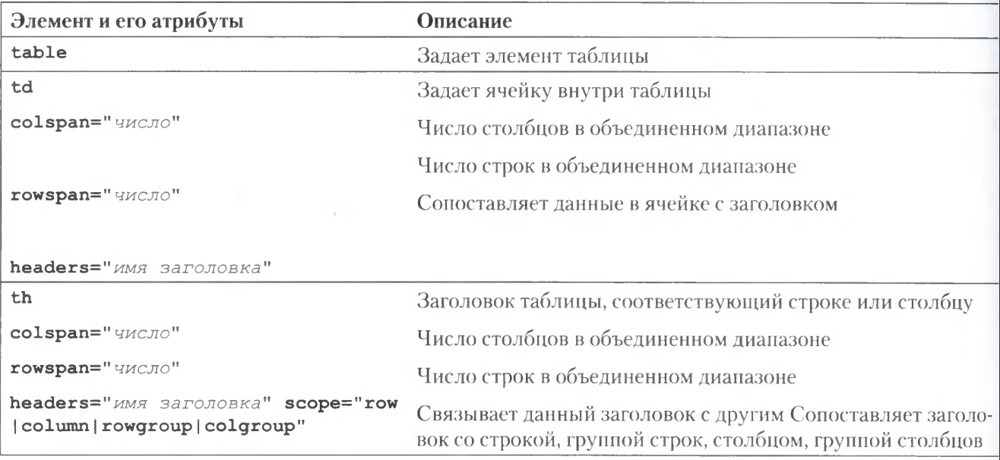 Элемент и его атрибуты Описание
table Задает элемент таблицы
td Задает ячейку внутри таблицы
colspan="число" Число столбцов в объединенном диапазоне
Число строк в объединенном диапазоне
rowspan="число" Сопоставляет данные в ячейке с заголовком
headers="имя заголовка"
th Заголовок таблицы, соответствующий строке или столбцу
colspan="число" Число столбцов в объединенном диапазоне
rowspan="число" Число строк в объединенном диапазоне
headers="имя заголовка" scope="row
|column|rowgroup|colgroup"
Связывает данный заголовок с другим Сопоставляет заголо-
вок со строкой, группой строк, столбцом, группой столбцов